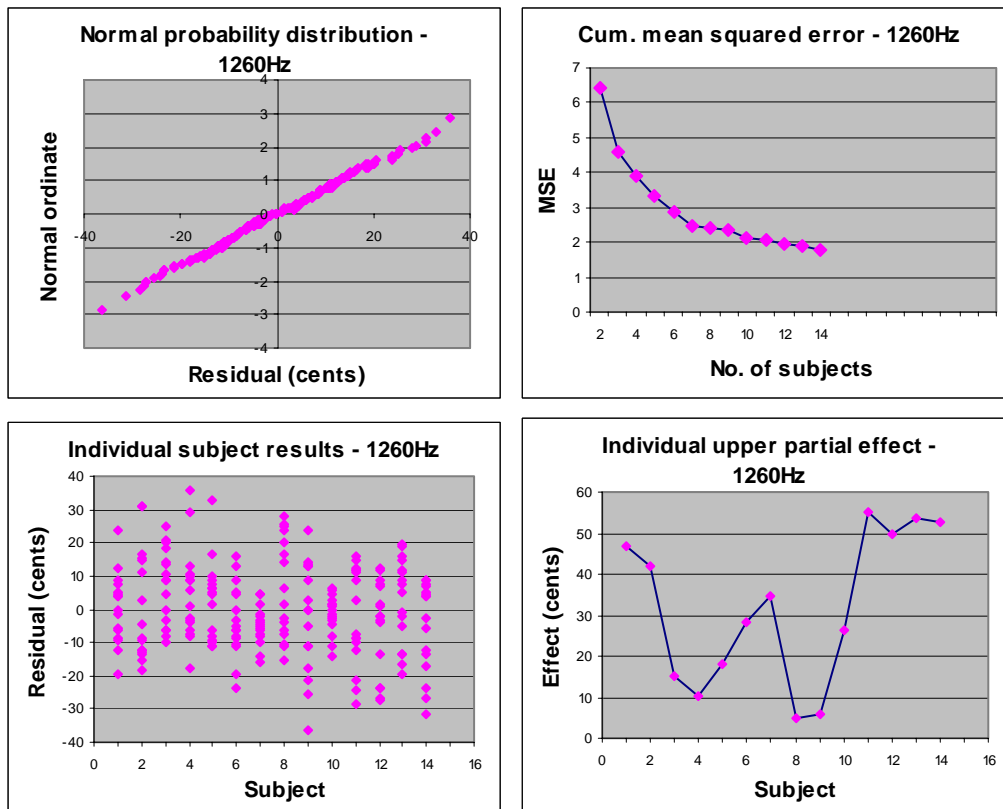 Normal probability distribution -
1260Hz
4
3
2
1
0
-40
-20
0
20
40
-1
-2
-3
-4
Normal ordinate
Residual (cents)
Cum. mean squared error - 1260Hz
7
6
5
4
3
2
1
0
MSE
2 4 6 8 10 12 14
No. of subjects
Individual subject results - 1260Hz
40
30
20
10
0
-10
-20
-30
-40
Residual (cents)
0 2 4 6 8 10 12 14 16
Subject
Individual upper partial effect -
1260Hz
60
50
40
30
20
10
0
Effect (cents)
0 2 4 6 8 10 12 14 16
Subject